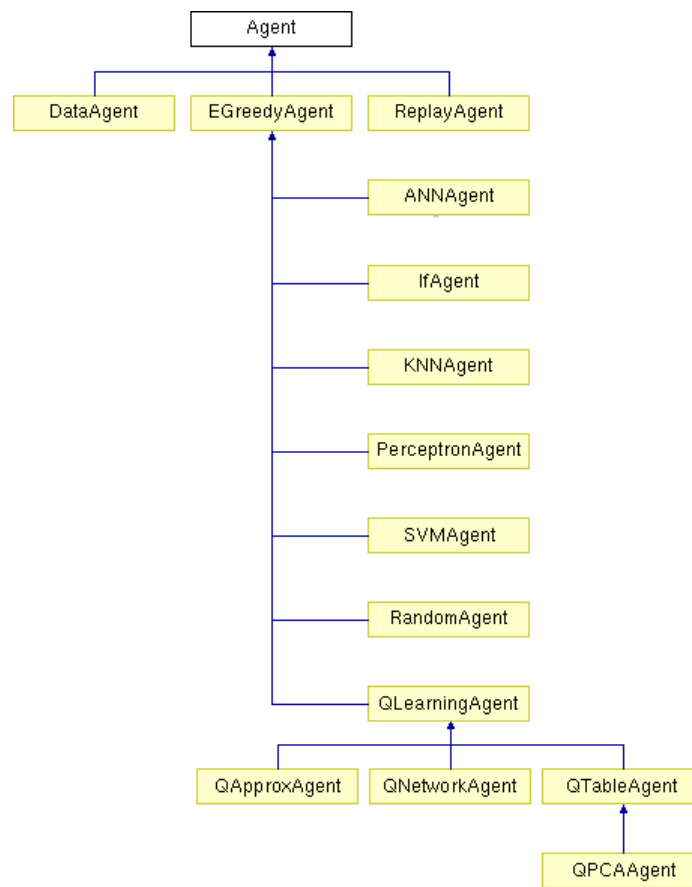 Agent
DataAgent
EGreedyAgent
ReplayAgent
ANNAgent
IfAgent
KNNAgent
PerceptronAgent
SVMAgent
RandomAgent
QLearningAgent
QApproxAgent
QNetworkAgent
QTableAgent
QPCAAgent